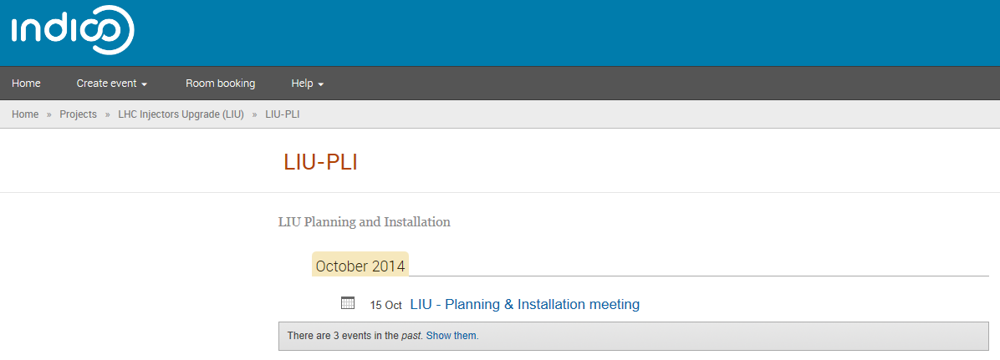 indico
Home Create event Room booking Help
Home » Projects » LHC Injectors Upgrade (LIU) » LIU-PLI
LIU-PLI
LIU Planning and Installation
October 2014
15 Oct LIU - Planning & Installation meeting
There are 3 events in the past. Show them.